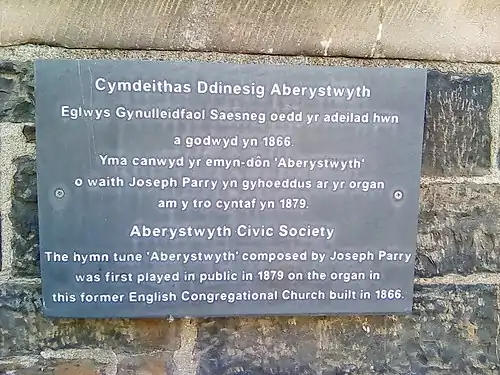 Cymdeithas Ddinesig Aberystwyth
Eglwys Gynulleidfaol Saesneg oedd yr adeilad hwn
a godwyd yn 1866.
Yma canwyd yr emyn-dôn 'Aberystwyth'
o waith Joseph Parry yn gyhoeddus ar yr organ
am y tro cyntaf yn 1879.
Aberystwyth Civic Society
The hymn tune 'Aberystwyth' composed by Joseph Parry
was first played in public in 1879 on the organ in
this former English Congregational Church built in 1866.